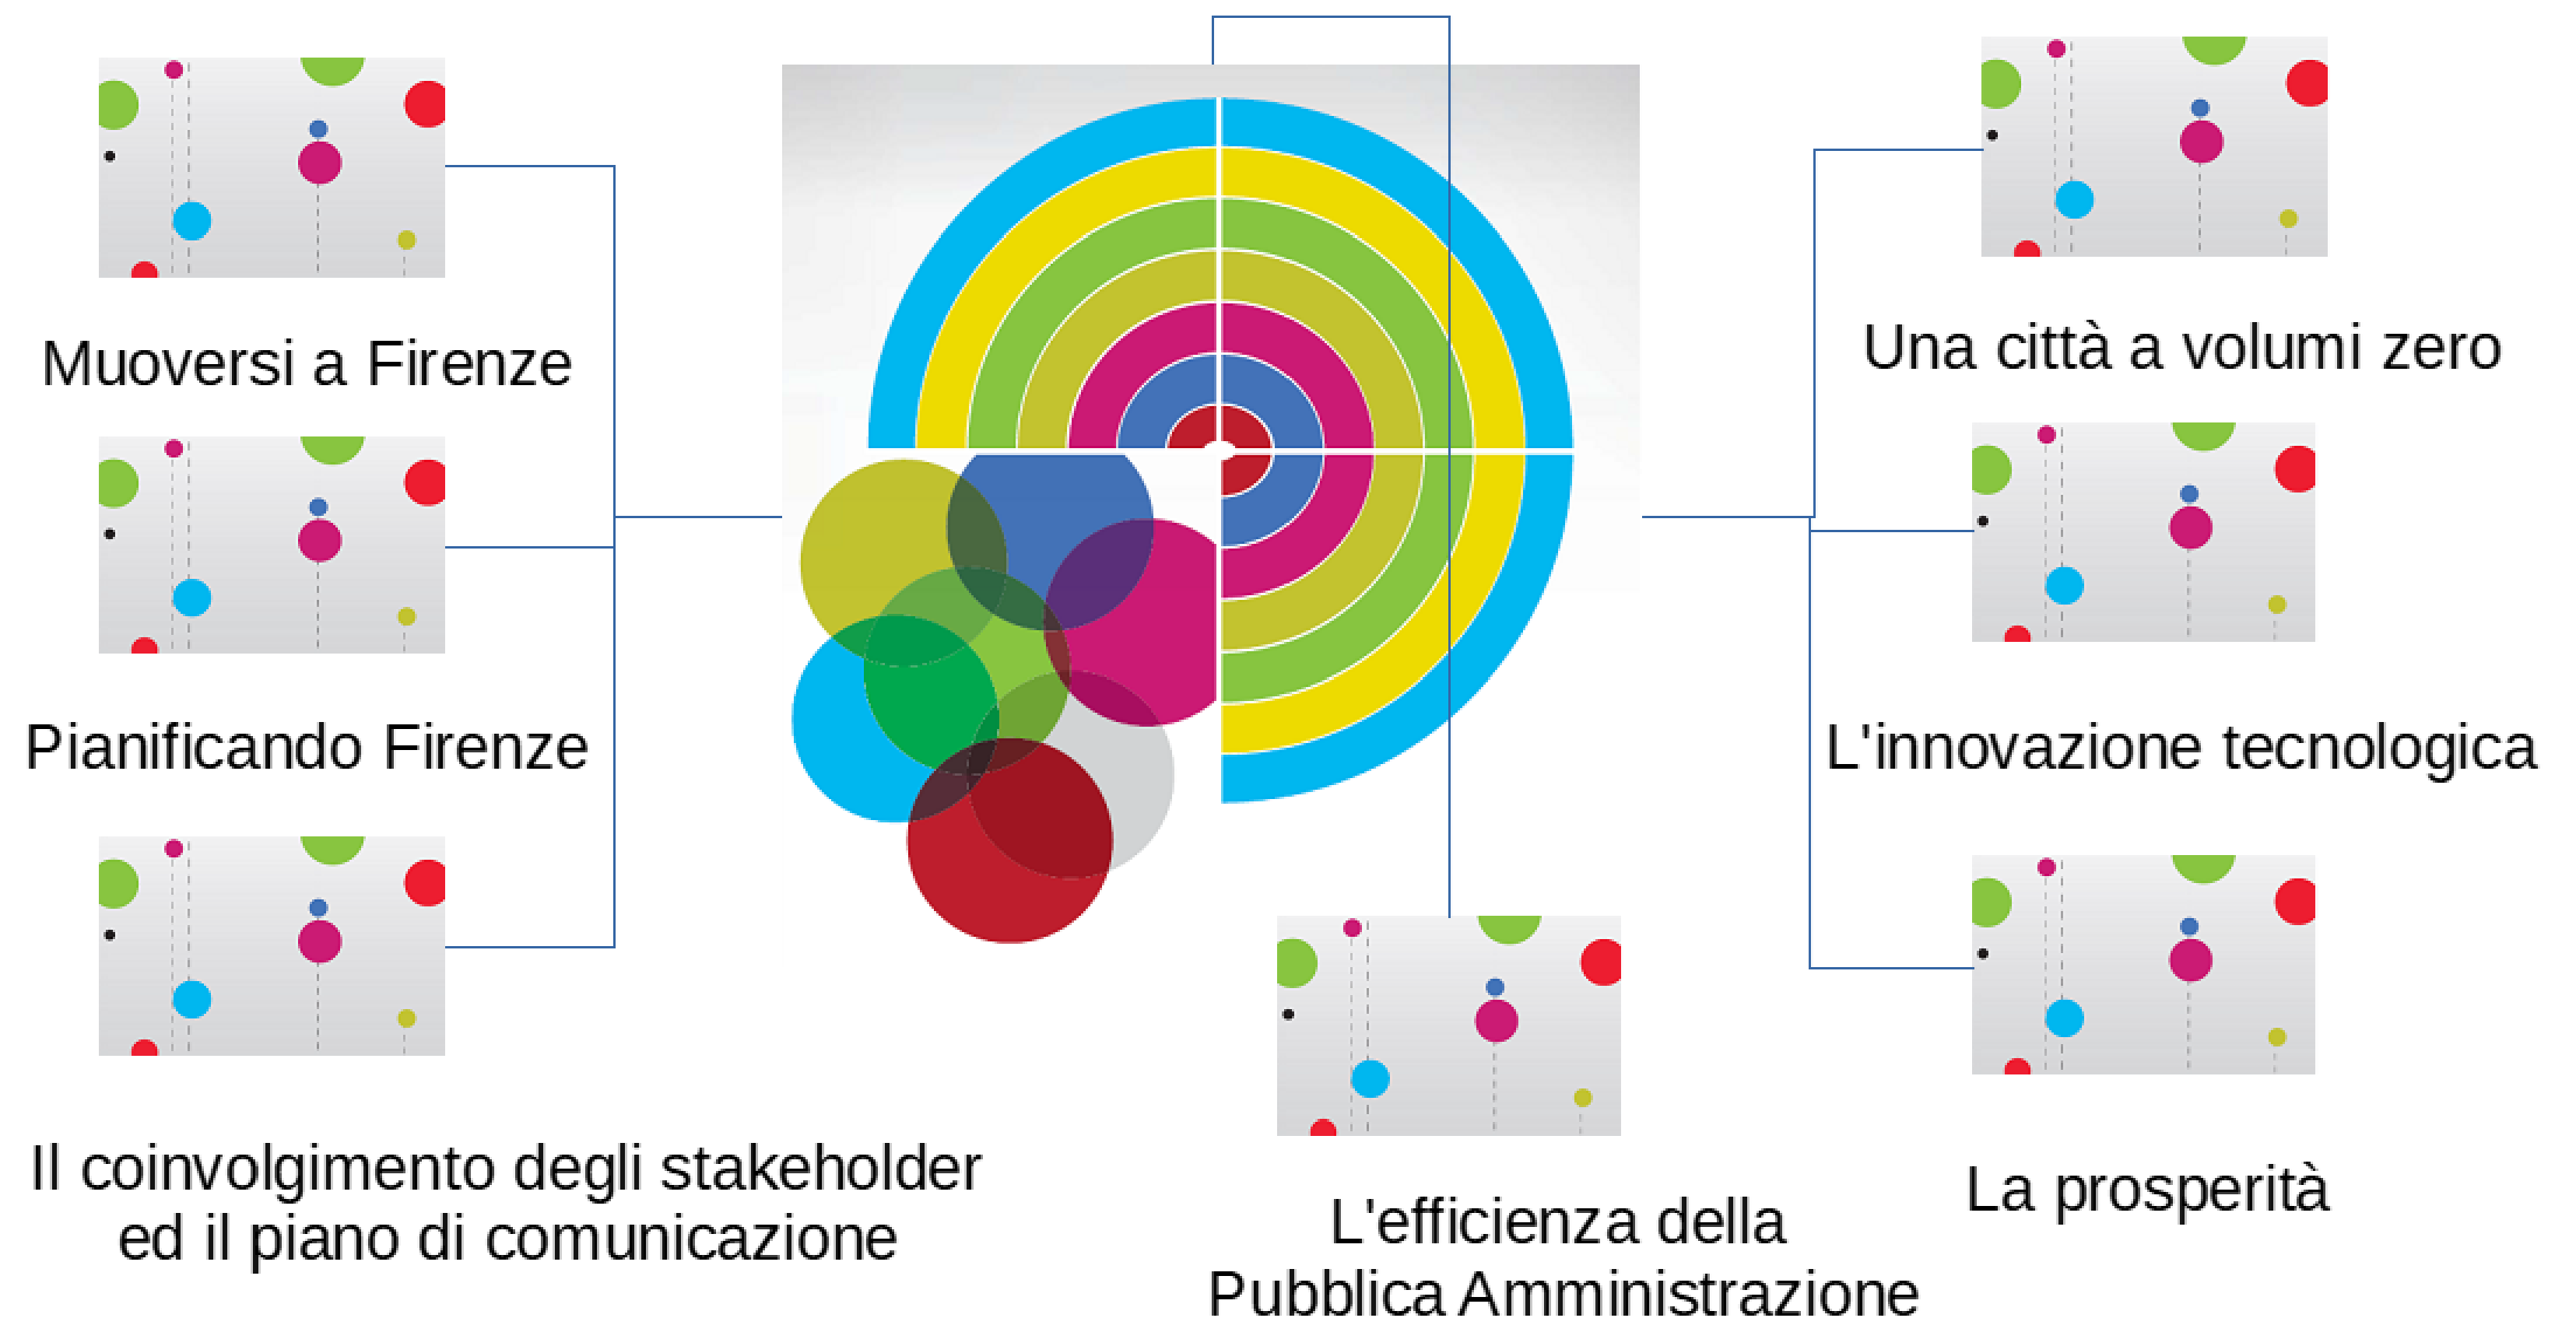 Muoversi a Firenze
Pianificando Firenze
Il coinvolgimento degli stakeholder
ed il piano di comunicazione
L'efficienza della
Pubblica Amministrazione
Una città a volumi zero
L'innovazione tecnologica
La prosperità